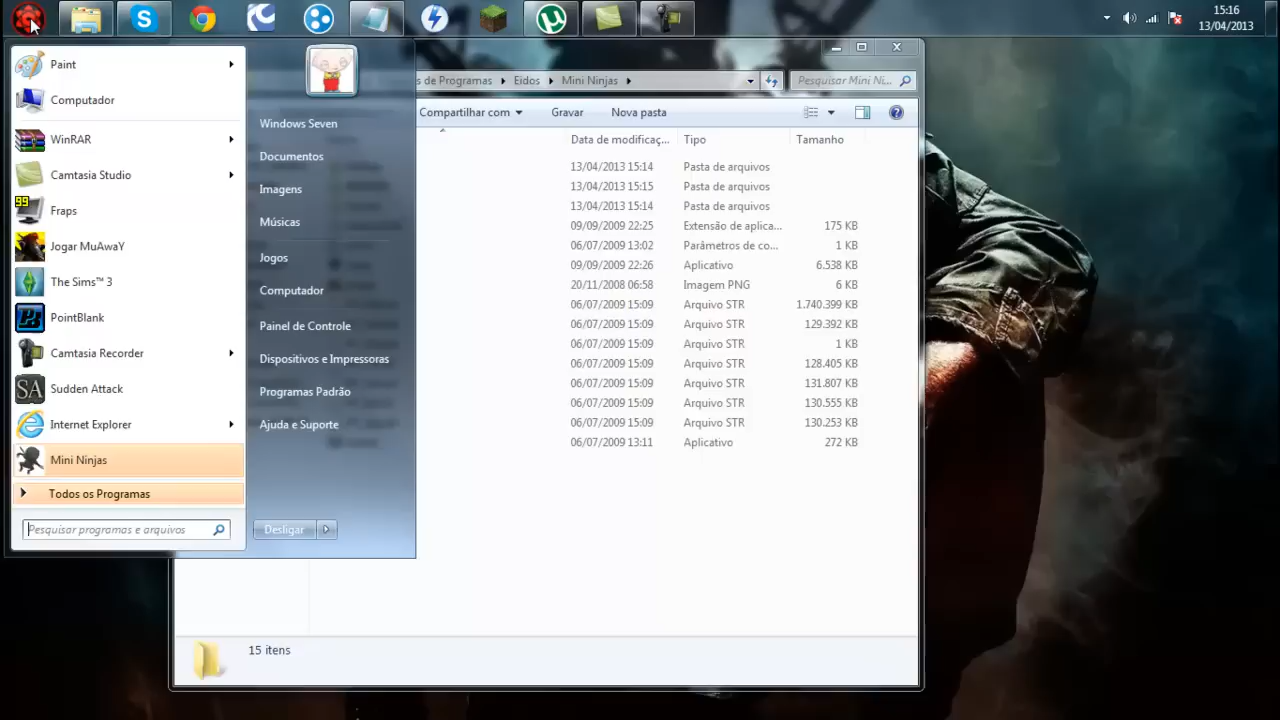 15:16
13/04/2013
Paint
Computador
WinRAR
Camtasia Studio
99
Fraps
Jogar MuAwaY
The Sims™ 3
PointBlank
Camtasia Recorder
SA
Sudden Attack
Internet Explorer
Mini Ninjas
Todos os Programas
Pesquisar programas e arquivos
Windows Seven
Documentos
Imagens
Músicas
Jogos
Computador
Painel de Controle
Dispositivos e Impressoras
Programas Padrão
Ajuda e Suporte
Desligar
s de Programas Eidos Mini Ninjas
Pesquisar Mini Ni...
Compartilhar com Gravar Nova pasta
Data de modificaç... Tipo Tamanho
13/04/2013 15:14 Pasta de arquivos
13/04/2013 15:15 Pasta de arquivos
13/04/2013 15:14 Pasta de arquivos
09/09/2009 22:25 Extensão de aplica... 175 KB
06/07/2009 13:02 Parâmetros de co... 1 KB
09/09/2009 22:26 Aplicativo 6.538 KB
20/11/2008 06:58 Imagem PNG 6 KB
06/07/2009 15:09 Arquivo STR 1.740.399 KB
06/07/2009 15:09 Arquivo STR 129.392 KB
06/07/2009 15:09 Arquivo STR 1 KB
06/07/2009 15:09 Arquivo STR 128.405 KB
06/07/2009 15:09 Arquivo STR 131.807 KB
06/07/2009 15:09 Arquivo STR 130.555 KB
06/07/2009 15:09 Arquivo STR 130.253 KB
06/07/2009 13:11 Aplicativo 272 KB
15 itens